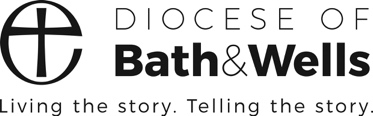 DIOCESE OF
Bath&Wells
Living the story. Telling the story.